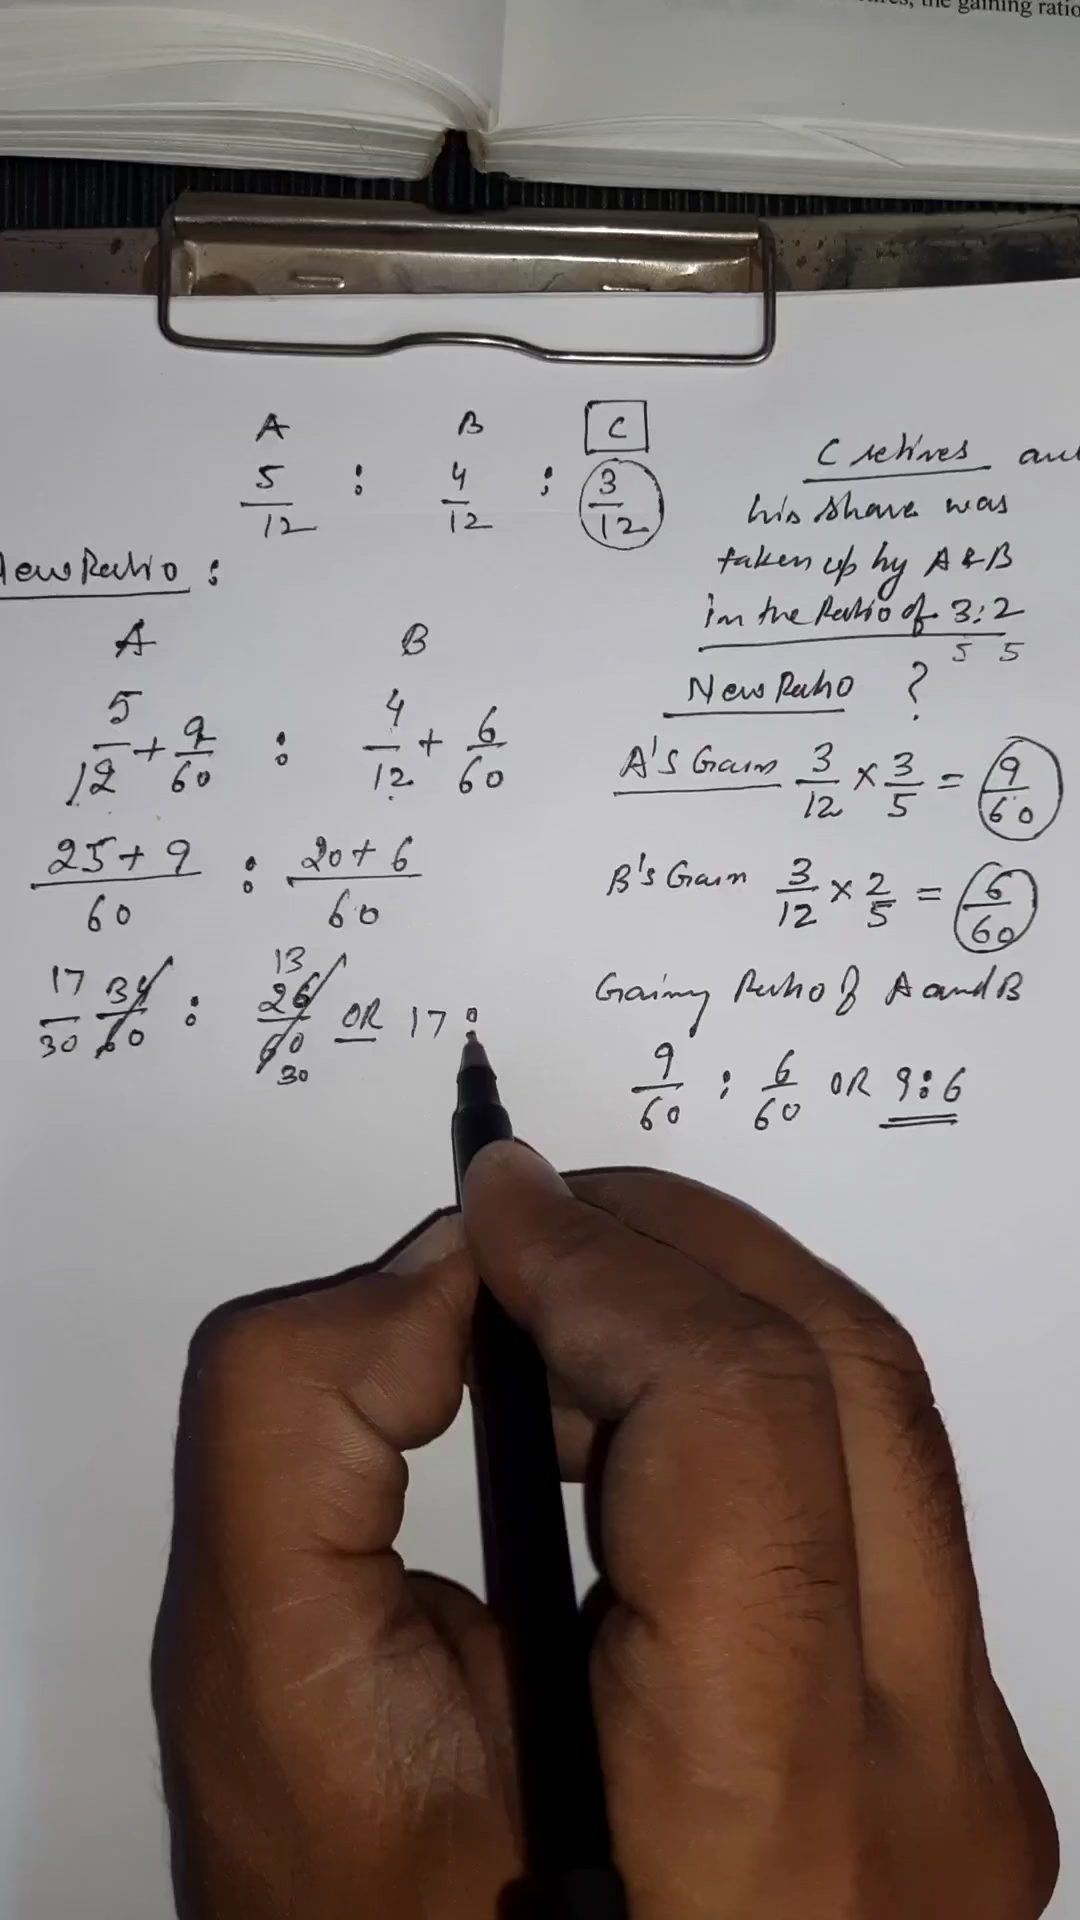 the gaining ratio
A B C
5/12 : 4/12 : 3/12
C retires
his share was
taken up by A & B
in the Ratio of 3:2
5 5
New Ratio ?
A's Gain 3/12 × 3/5 = 9/60
B's Gain 3/12 × 2/5 = 6/60
Gaining Ratio of A and B
9/60 : 6/60 OR 9:6
New Ratio :
A B
5/12 + 9/60 : 4/12 + 6/60
25+9/60 : 20+6/60
17/30 34/60 : 13 26/60 30 OR 17 :